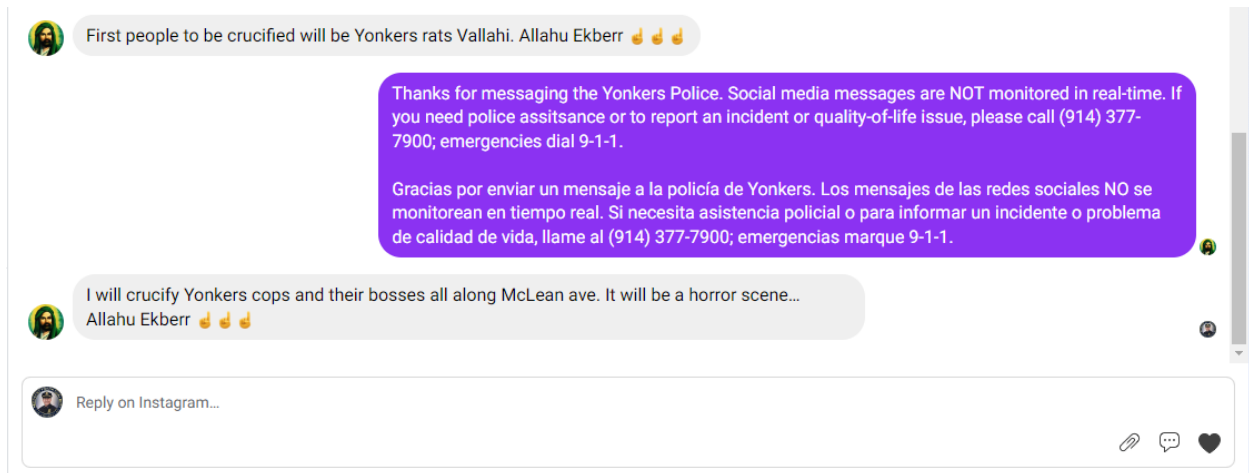 First people to be crucified will be Yonkers rats Vallahi. Allahu Ekberr ☝️☝️☝️
Thanks for messaging the Yonkers Police. Social media messages are NOT monitored in real-time. If
you need police assitsance or to report an incident or quality-of-life issue, please call (914) 377-
7900; emergencies dial 9-1-1.
Gracias por enviar un mensaje a la policía de Yonkers. Los mensajes de las redes sociales NO se
monitorean en tiempo real. Si necesita asistencia policial o para informar un incidente o problema
de calidad de vida, llame al (914) 377-7900; emergencias marque 9-1-1.
I will crucify Yonkers cops and their bosses all along McLean ave. It will be a horror scene...
Allahu Ekberr ☝️☝️☝️
Reply on Instagram...